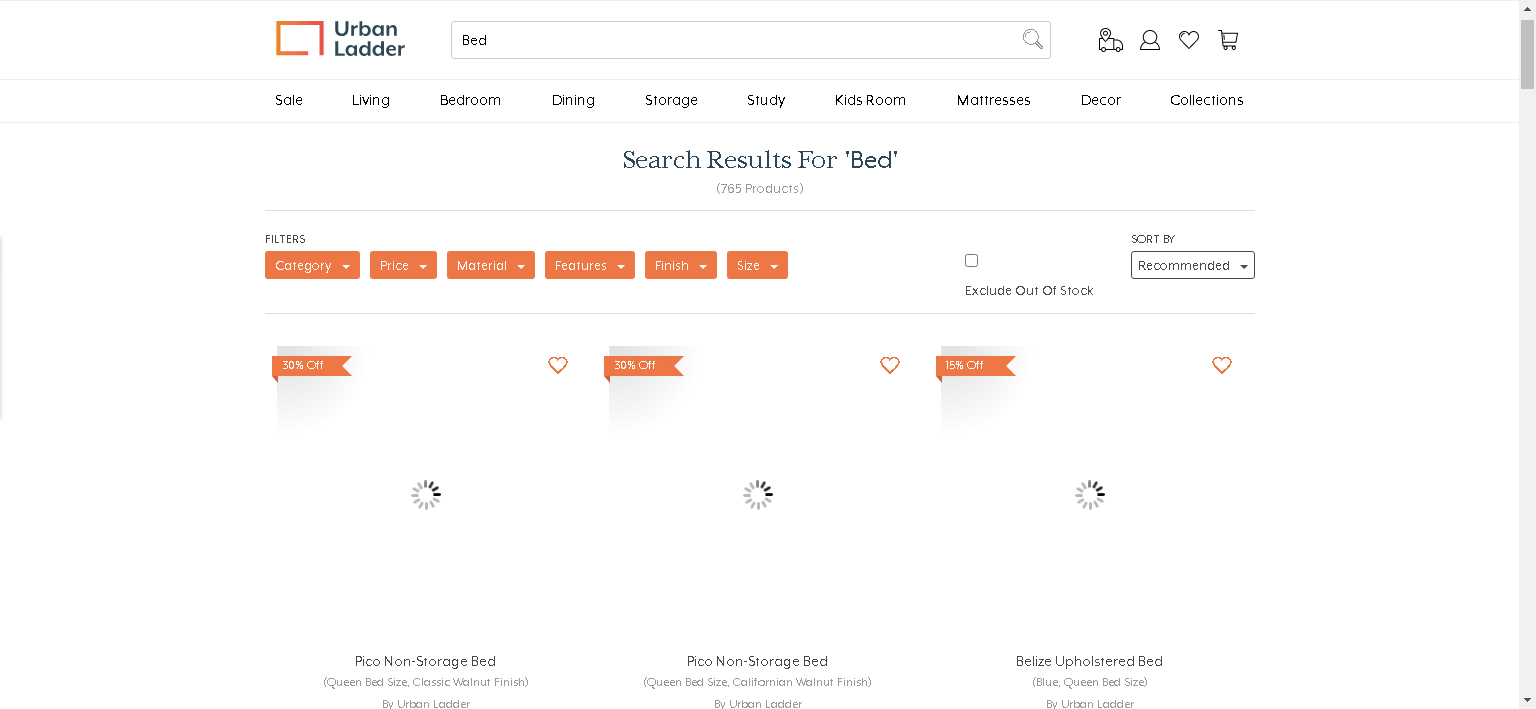 Urban
Ladder
Bed
Sale Living Bedroom Dining Storage Study Kids Room Mattresses Decor Collections
Search Results For 'Bed'
(765 Products)
FILTERS
SORT BY
Category Price Material Features Finish Size
Recommended
Exclude Out Of Stock
30% Off
30% Off
15% Off
Pico Non-Storage Bed
(Queen Bed Size, Classic Walnut Finish)
By Urban Ladder
Pico Non-Storage Bed
(Queen Bed Size, Californian Walnut Finish)
By Urban Ladder
Belize Upholstered Bed
(Blue, Queen Bed Size)
By Urban Ladder